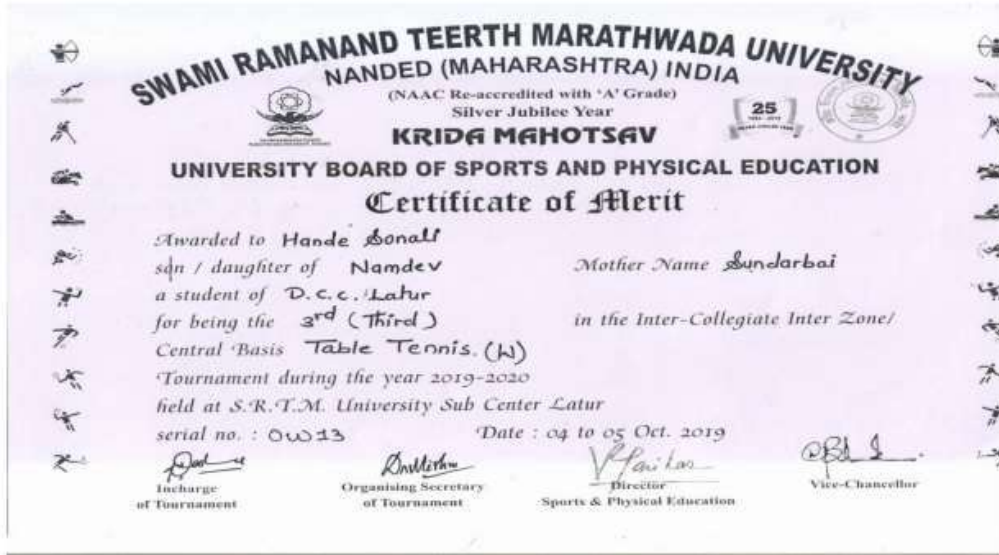 SWAMI RAMANAND TEERTH MARATHWADA UNIVERSITY
NANDED (MAHARASHTRA) INDIA
(NAAC Re-accredited with 'A' Grade)
Silver Jubilee Year
25
KRIDA MAHOTSAV
UNIVERSITY BOARD OF SPORTS AND PHYSICAL EDUCATION
Certificate of Merit
Awarded to Hande Sonali
son / daughter of Namdev Mother Name Sundarbai
a student of D.c.c. Latur
for being the 3rd (Third) in the Inter-Collegiate Inter Zone/
Central Basis Table Tennis. (W)
Tournament during the year 2019-2020
held at S.R.T.M. University Sub Center Latur
serial no. : OW13 Date : 04 to 05 Oct. 2019
Incharge
of Tournament
Organising Secretary
of Tournament
Director
Sports & Physical Education
Vice-Chancellor